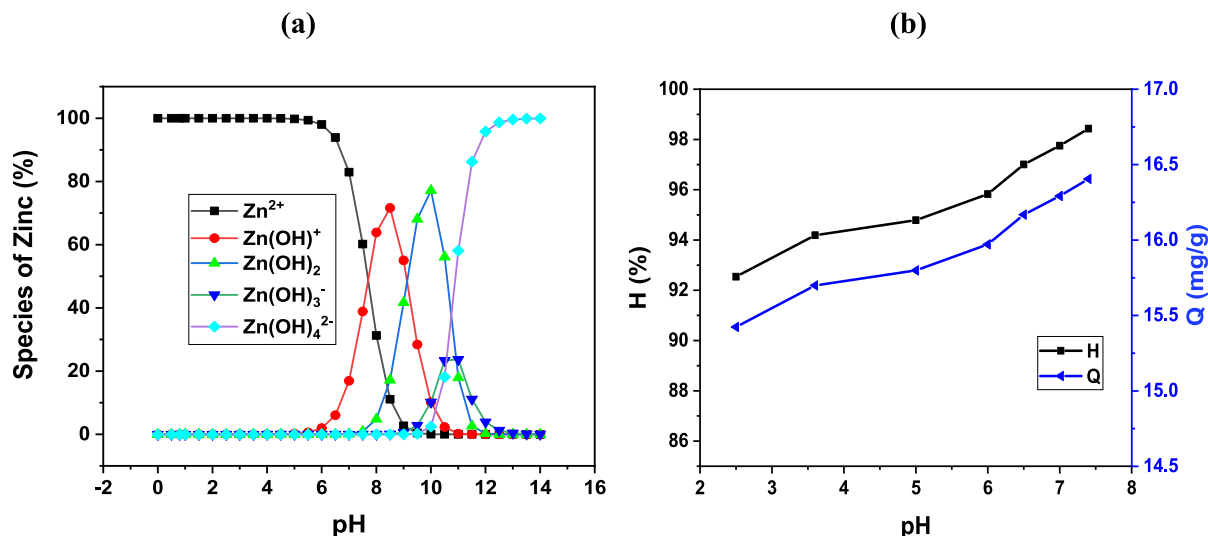 (a)
(b)
Species of Zinc (%)
100
80
60
40
20
0
-2 0 2 4 6 8 10 12 14 16
pH
Zn²⁺
Zn(OH)⁺
Zn(OH)₂
Zn(OH)₃⁻
Zn(OH)₄²⁻
H (%)
100
98
96
94
92
90
88
86
2 3 4 5 6 7 8
pH
H
Q
17.0
16.5
16.0
15.5
15.0
14.5
Q (mg/g)